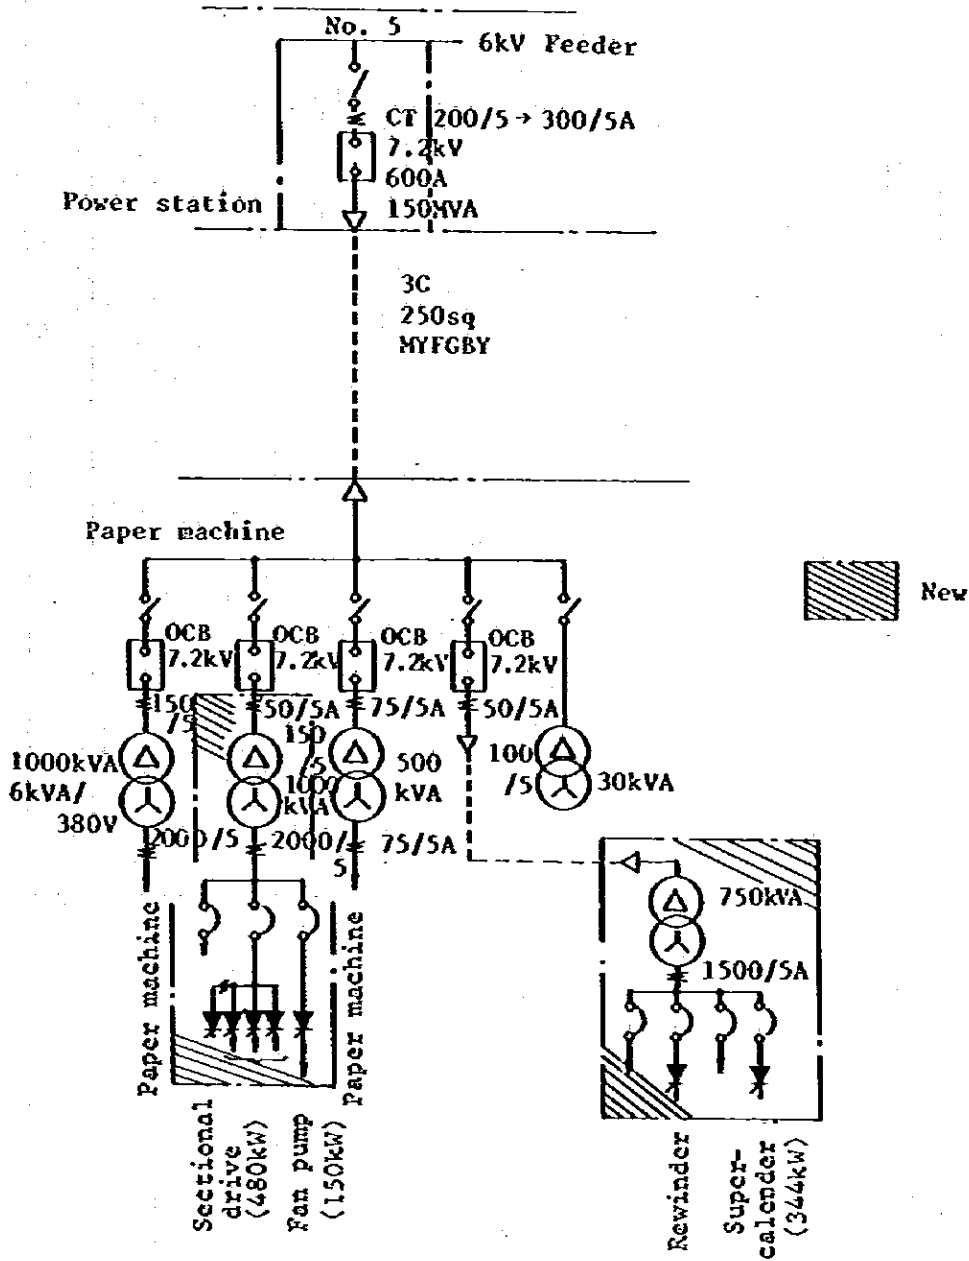 No. 5
6kV Feeder
CT 200/5→300/5A
7.2kV
600A
150MVA
Power station
3C
250sq
MYFGBY
Paper machine
New
OCB
7.2kV
OCB
7.2kV
OCB
7.2kV
OCB
7.2kV
150
/5
50/5A
150
/5
75/5A
50/5A
1000kVA
6kVA/
380V
1000
kVA
500
kVA
100
/5
30kVA
2000/5
2000/
5
75/5A
750kVA
1500/5A
Paper machine
Sectional
drive
(480kW)
Fan pump
(150kW)
Paper machine
Rewinder
Super-
calender
(344kW)